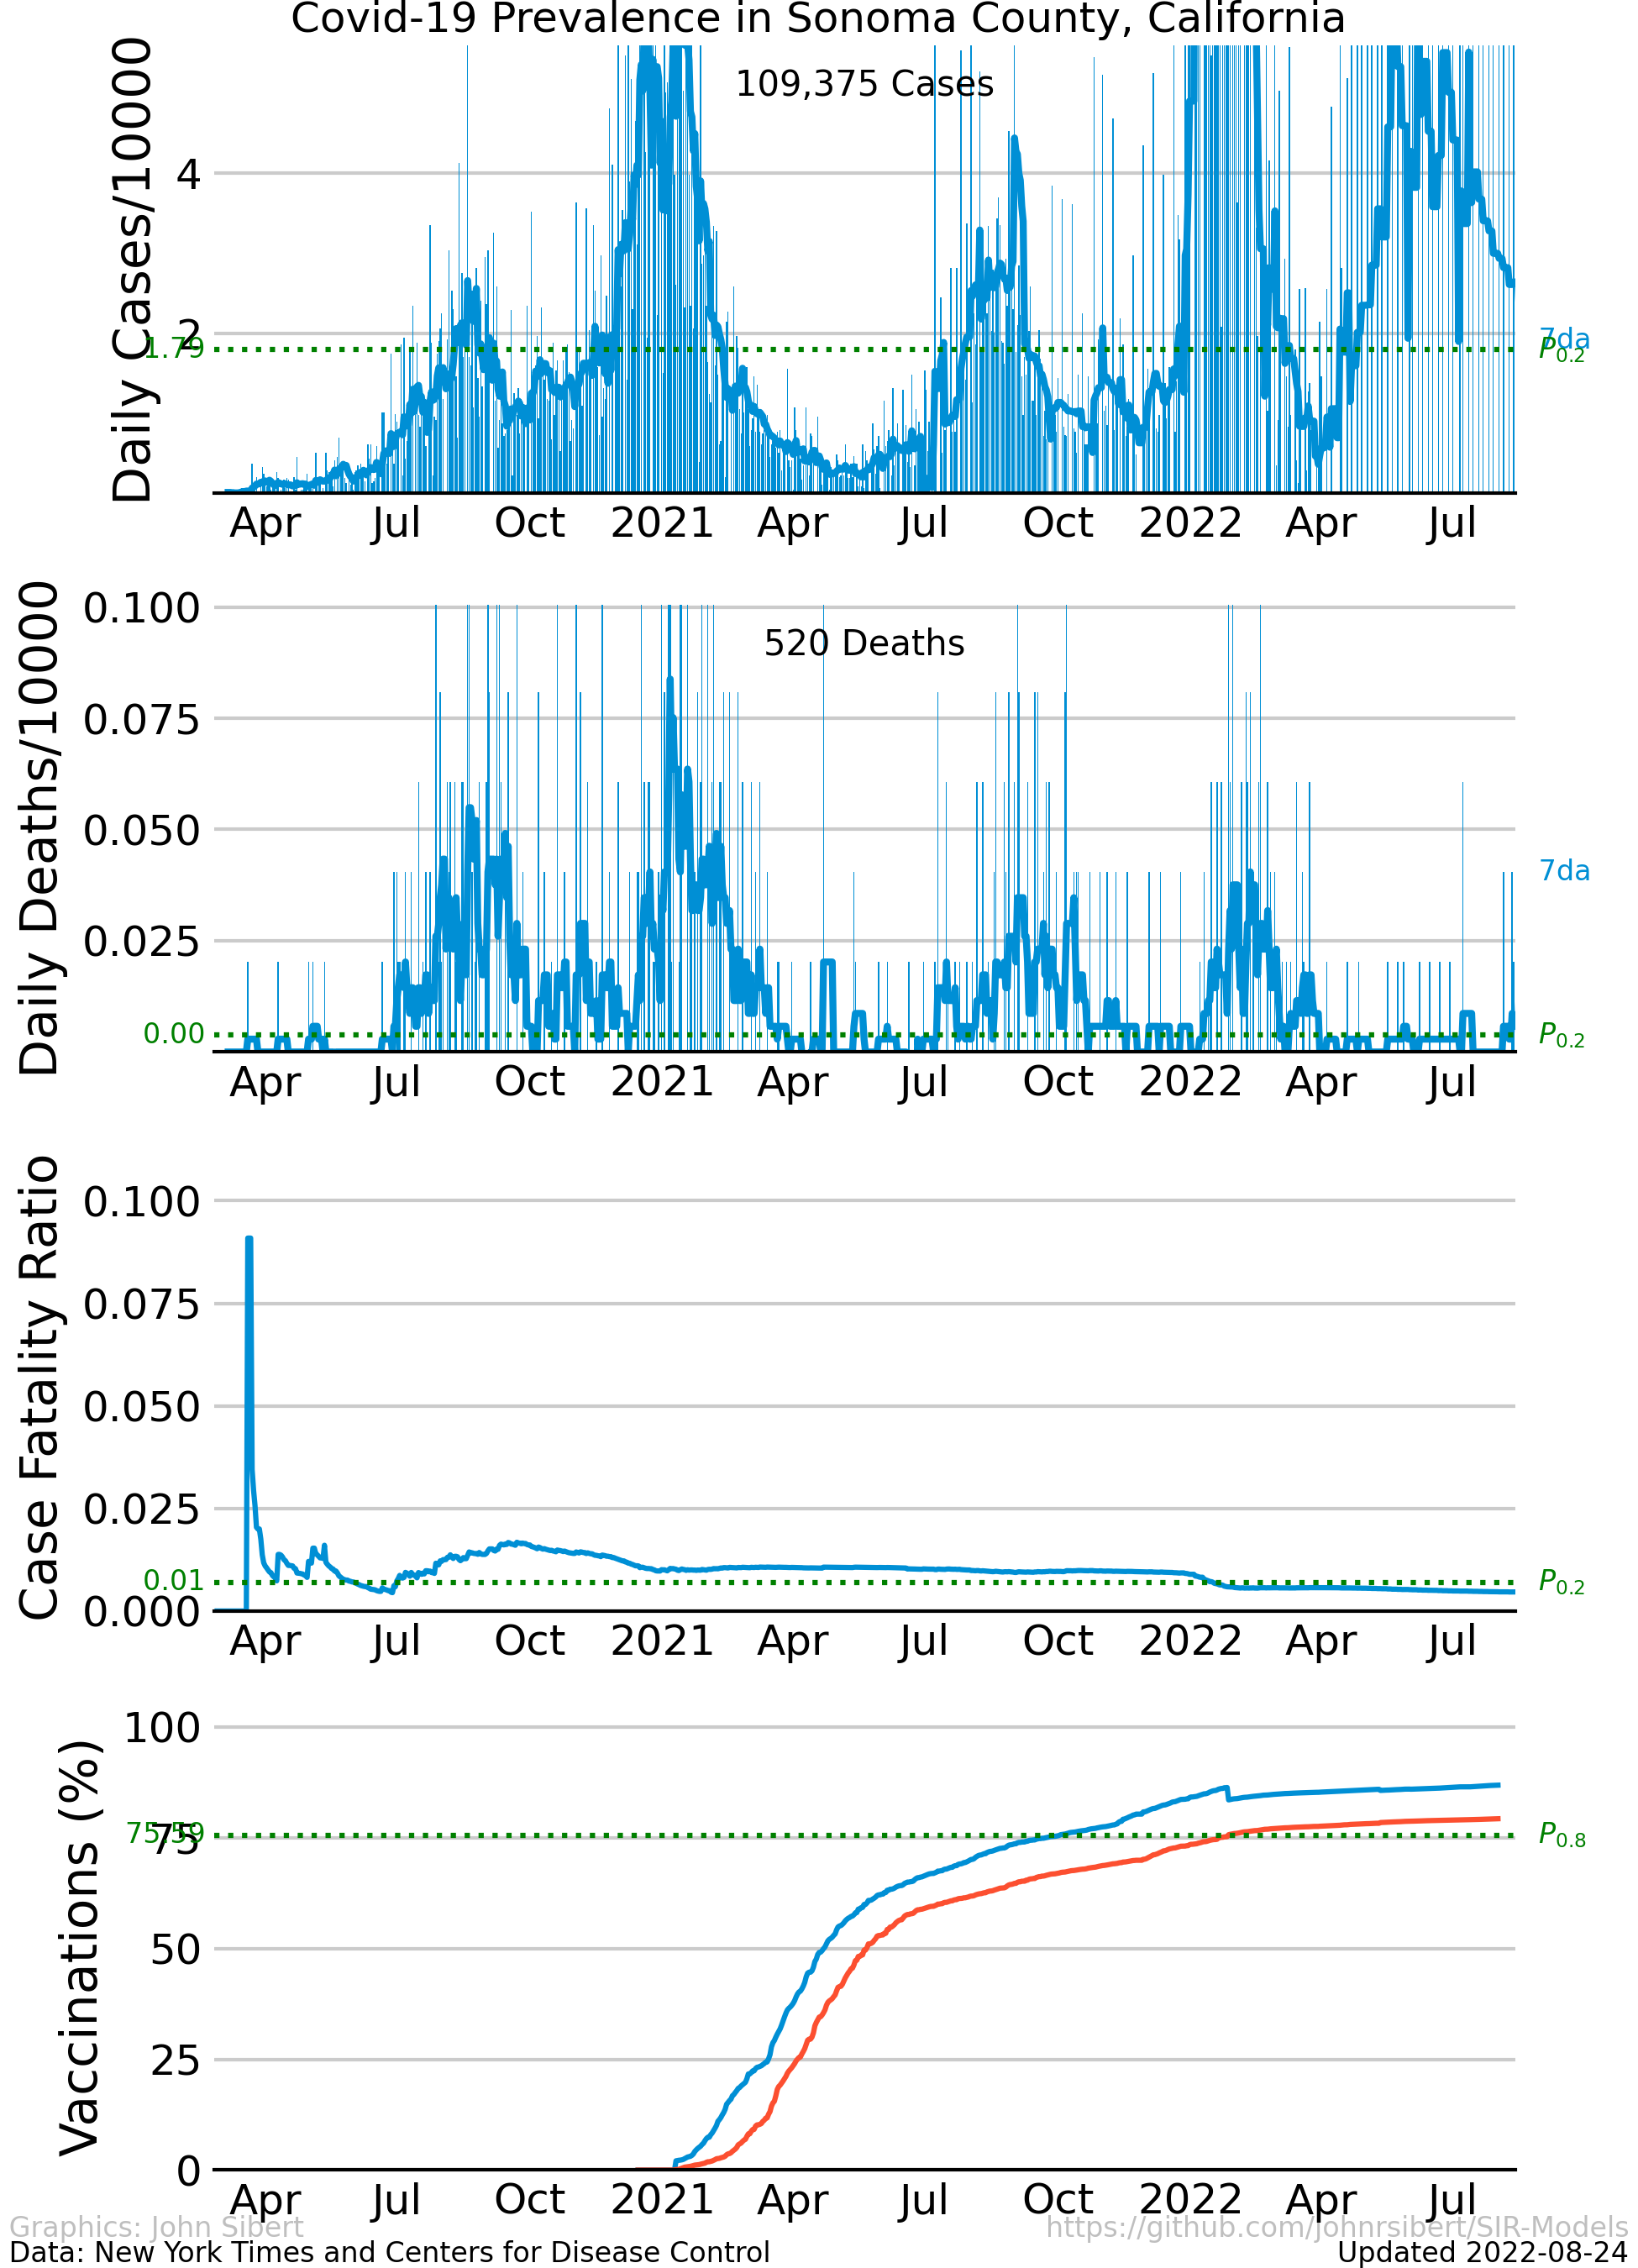 Covid-19 Prevalence in Sonoma County, California
109,375 Cases
Daily Cases/10000
4
2
1.79
7da
P0.2
Apr Jul Oct 2021 Apr Jul Oct 2022 Apr Jul
520 Deaths
Daily Deaths/10000
0.100
0.075
0.050
0.025
0.00
7da
P0.2
Apr Jul Oct 2021 Apr Jul Oct 2022 Apr Jul
Case Fatality Ratio
0.100
0.075
0.050
0.025
0.01
0.000
P0.2
Apr Jul Oct 2021 Apr Jul Oct 2022 Apr Jul
Vaccinations (%)
100
75.59
75
50
25
0
P0.8
Apr Jul Oct 2021 Apr Jul Oct 2022 Apr Jul
Graphics: John Sibert https://github.com/johnrsibert/SIR-Models
Data: New York Times and Centers for Disease Control Updated 2022-08-24